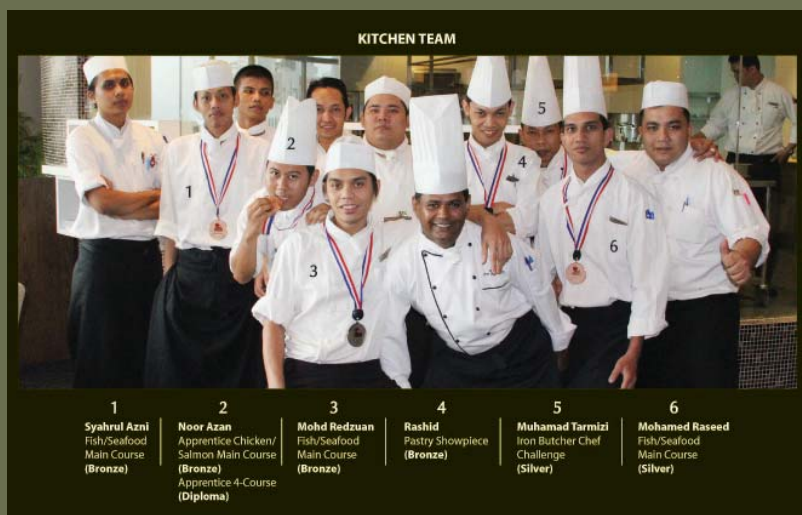 KITCHEN TEAM
2
5
4
1
6
3
1
Syahrul Azni
Fish/Seafood
Main Course
(Bronze)
2
Noor Azan
Apprentice Chicken/
Salmon Main Course
(Bronze)
Apprentice 4-Course
(Diploma)
3
Mohd Redzuan
Fish/Seafood
Main Course
(Bronze)
4
Rashid
Pastry Showpiece
(Bronze)
5
Muhamad Tarmizi
Iron Butcher Chef
Challenge
(Silver)
6
Mohamed Raseed
Fish/Seafood
Main Course
(Silver)